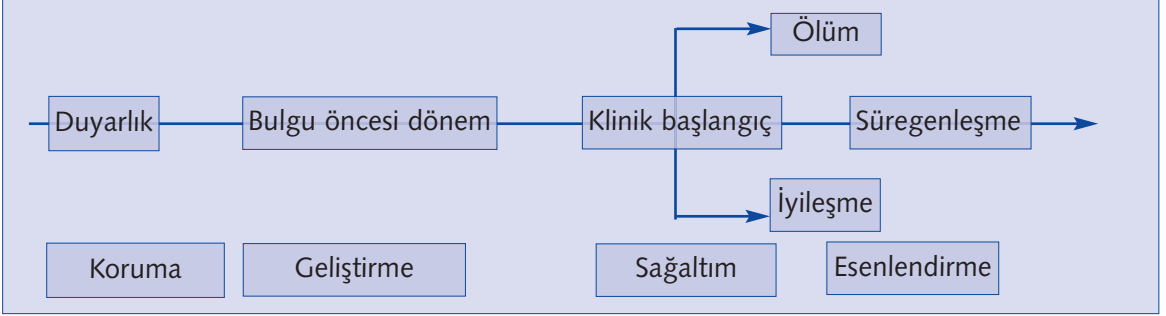 Ölüm
Duyarlık
Bulgu öncesi dönem
Klinik başlangıç
Süregenleşme
İyileşme
Koruma
Geliştirme
Sağaltım
Esenlendirme